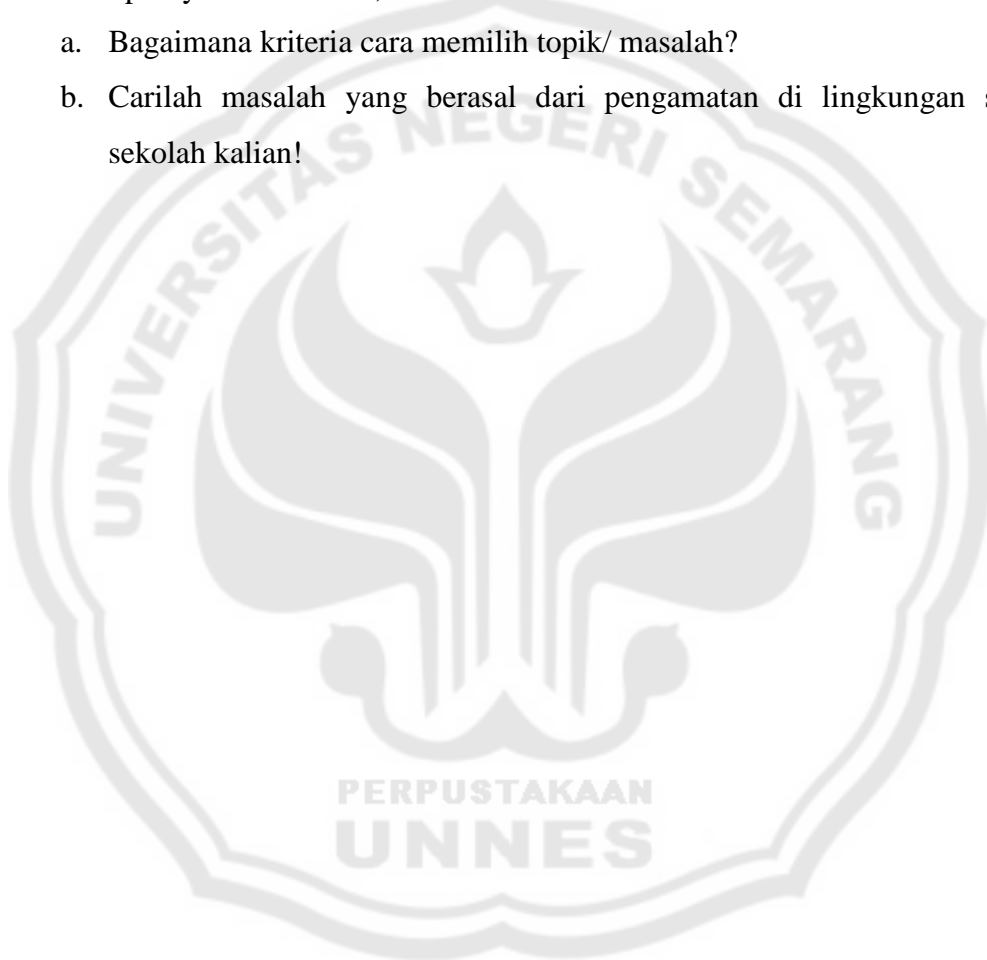 a. Bagaimana kriteria cara memilih topik/ masalah?
b. Carilah masalah yang berasal dari pengamatan di lingkungan
sekolah kalian!
UNIVERSITAS NEGERI SEMARANG
PERPUSTAKAAN
UNNES